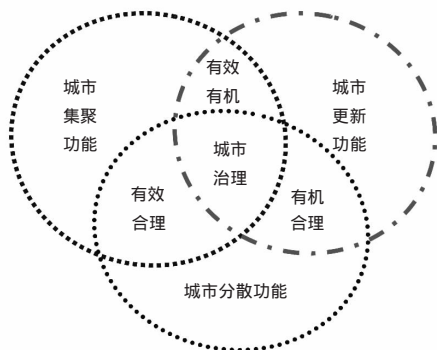 城市
集聚
功能
有效
有机
城市
更新
功能
城市
治理
有效
合理
有机
合理
城市分散功能